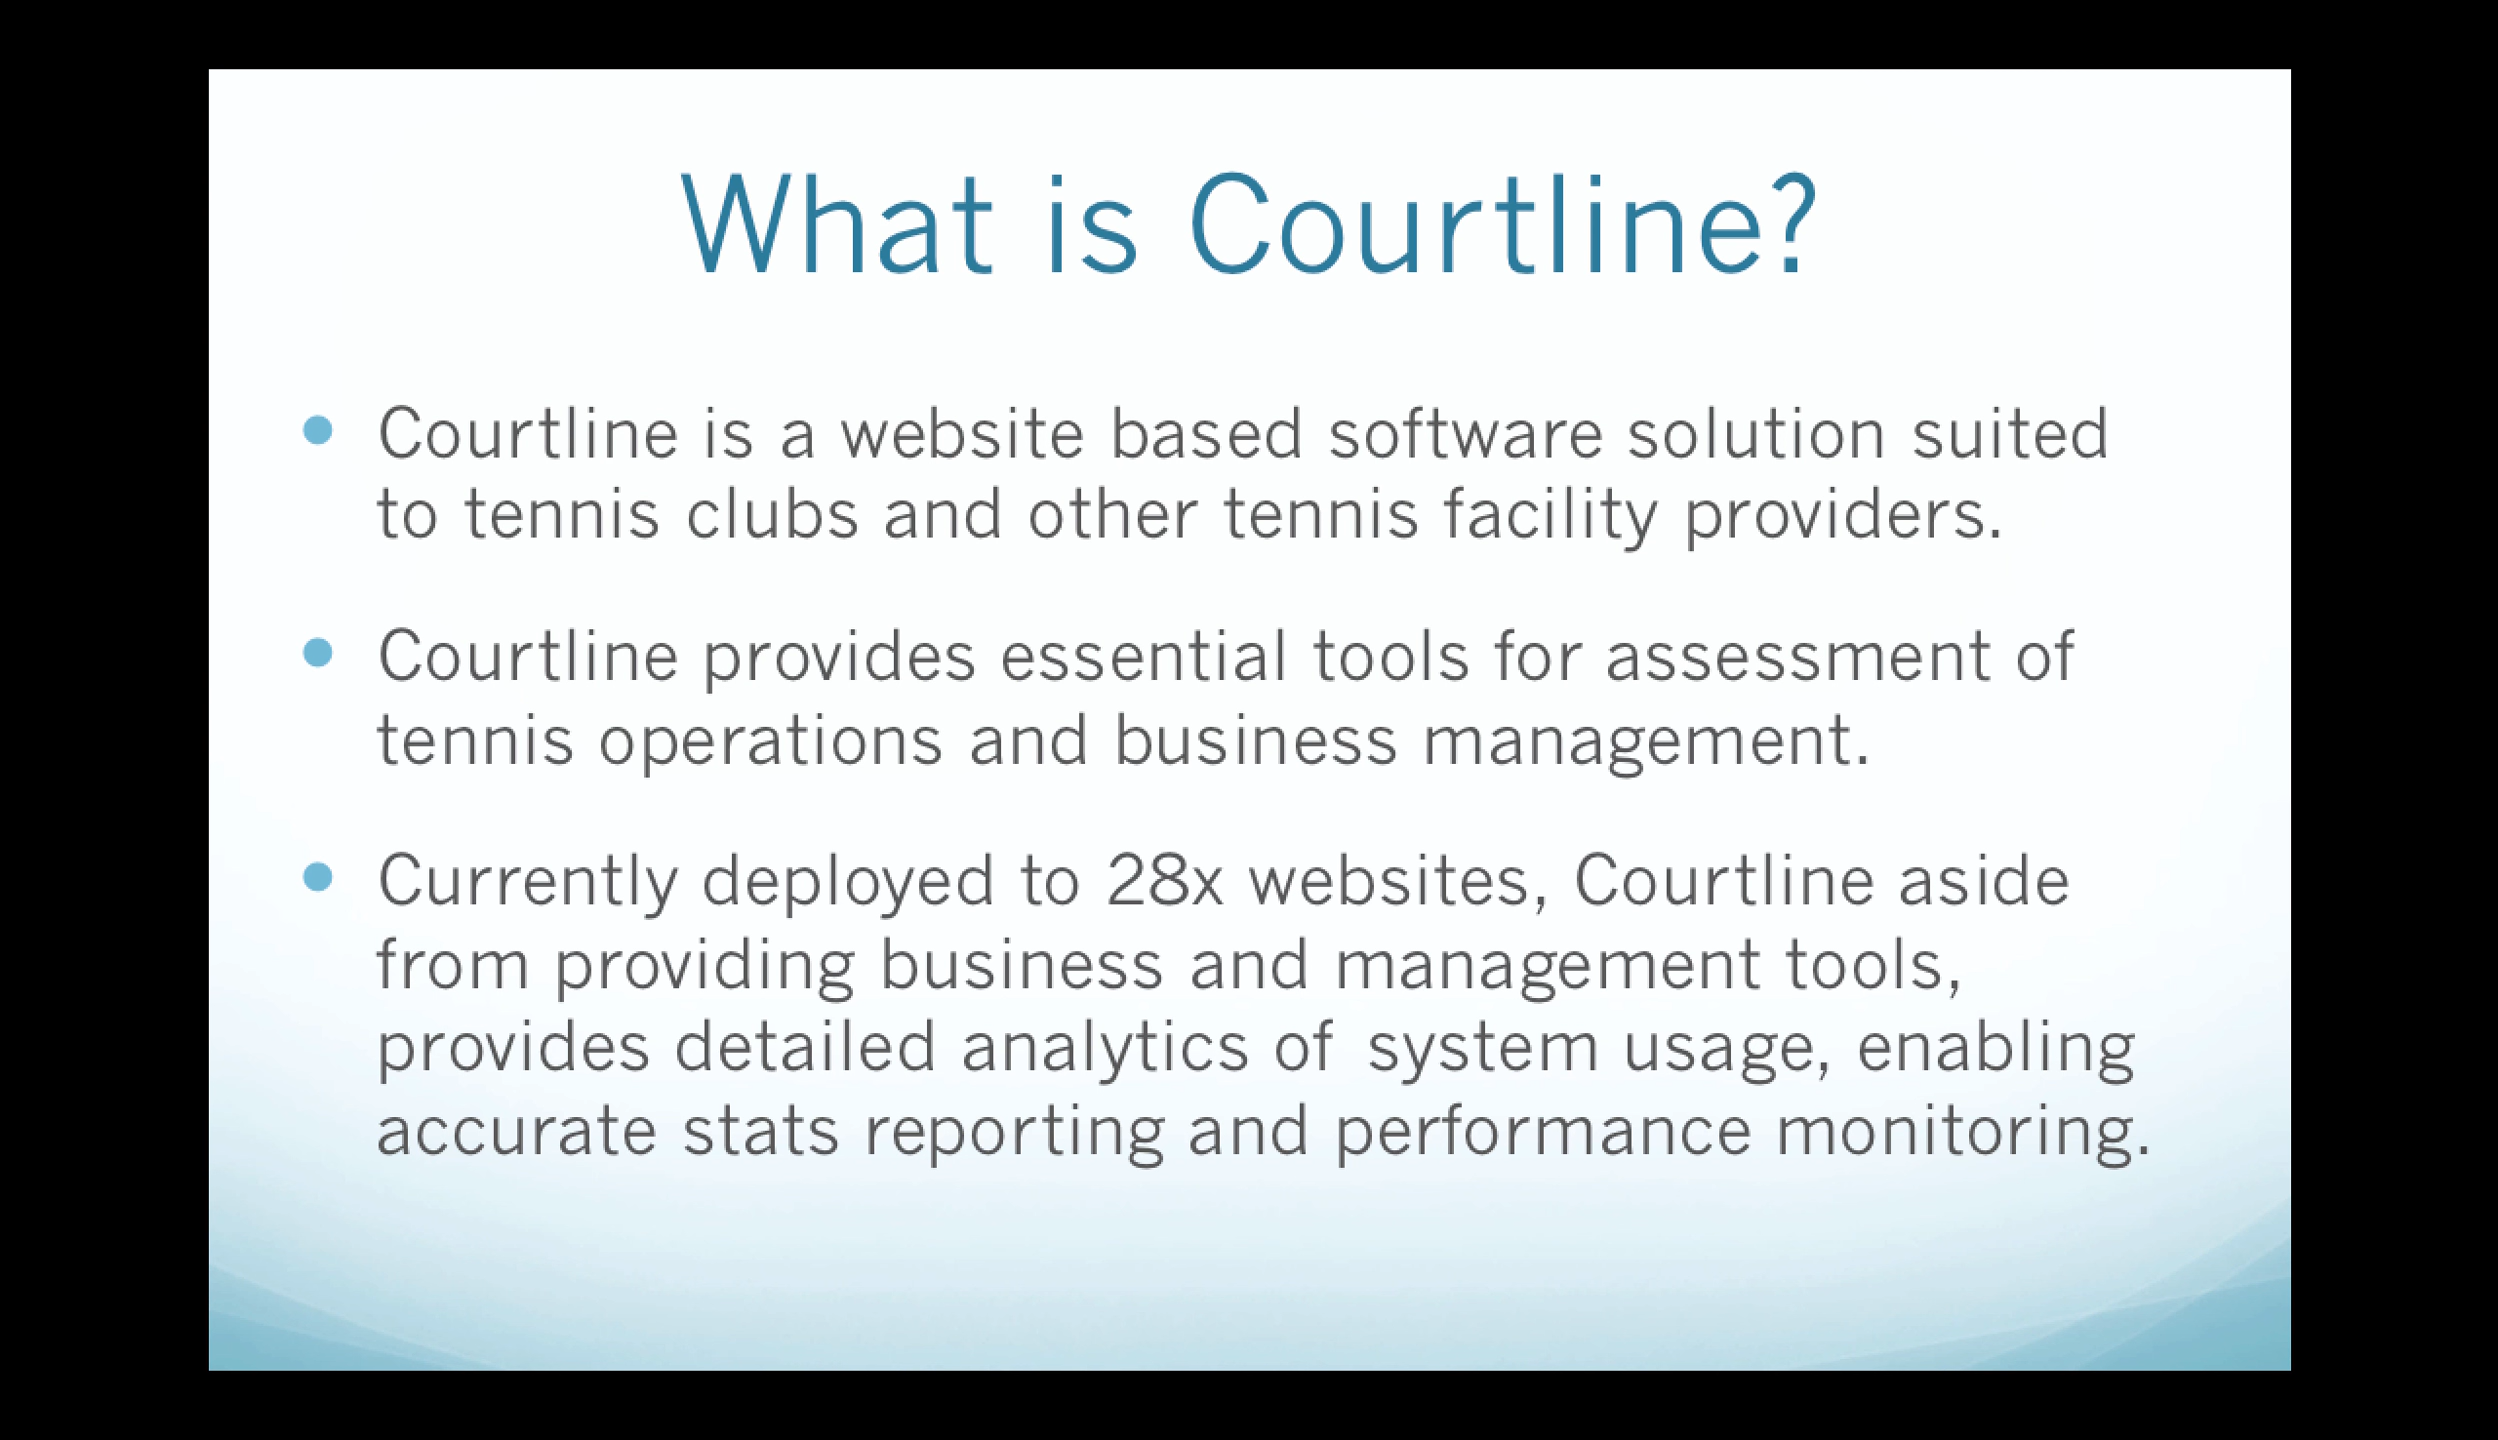 What is Courtline?
Courtline is a website based software solution suited
to tennis clubs and other tennis facility providers.
Courtline provides essential tools for assessment of
tennis operations and business management.
Currently deployed to 28x websites, Courtline aside
from providing business and management tools,
provides detailed analytics of system usage, enabling
accurate stats reporting and performance monitoring.